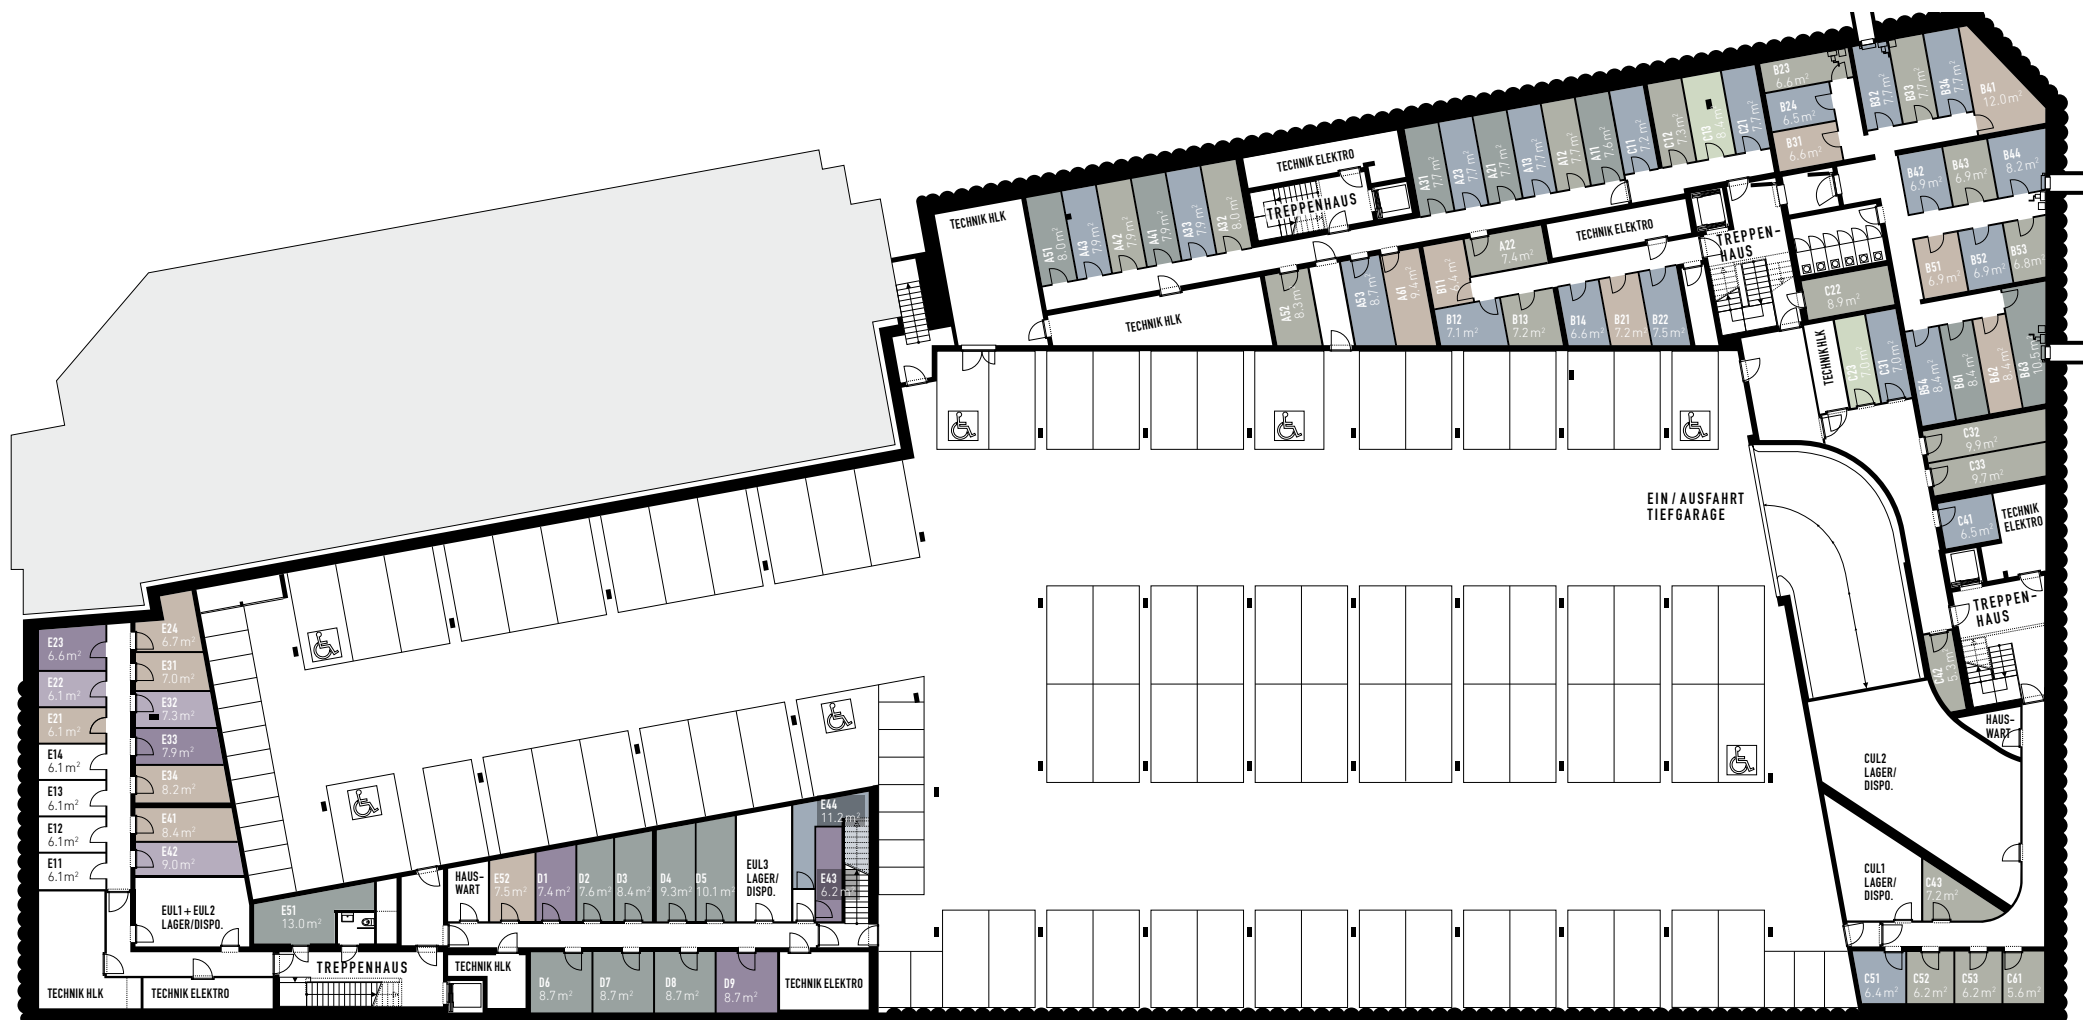 B23
6.6 m²
B24
6.5 m²
B31
6.6 m²
B32
7.7 m²
B33
7.7 m²
B34
7.7 m²
B41
12.0 m²
TECHNIK HLK
A51
8.0 m²
A43
7.9 m²
A42
7.9 m²
A41
7.9 m²
A33
7.9 m²
A32
8.0 m²
TECHNIK ELEKTRO
TREPPENHAUS
A31
7.7 m²
A23
7.7 m²
A21
7.7 m²
A13
7.7 m²
A12
7.7 m²
A11
7.6 m²
C11
7.2 m²
C12
7.3 m²
C13
8.4 m²
C21
7.7 m²
B42
6.9 m²
B43
6.9 m²
B44
8.2 m²
TECHNIK HLK
A52
8.3 m
A53
8.7 m²
A61
9.4 m²
B11
6.4 m²
A22
7.4 m²
TECHNIK ELEKTRO
TREPPEN-
HAUS
B12
7.1 m²
B13
7.2 m²
B14
6.6 m²
B21
7.2 m²
B22
7.5 m²
C22
8.9 m²
B51
6.9 m²
B52
6.9 m²
B53
6.8 m²
TECHNIK HLK
C23
7.0 m²
C31
7.0 m²
B54
8.4 m²
B61
8.4 m²
B62
8.4 m²
B63
10.5 m²
C32
9.9 m²
C33
9.7 m²
EIN / AUSFAHRT
TIEFGARAGE
C41
6.5 m²
TECHNIK
ELEKTRO
TREPPEN-
HAUS
C42
5.3 m²
HAUS-
WART
CUL2
LAGER/
DISPO.
CUL1
LAGER/
DISPO.
C43
7.2 m²
C51
6.4 m²
C52
6.2 m²
C53
6.2 m²
C61
5.6 m²
E23
6.6 m²
E22
6.1 m²
E21
6.1 m²
E14
6.1 m²
E13
6.1 m²
E12
6.1 m²
E11
6.1 m²
E24
6.7 m²
E31
7.0 m²
E32
7.3 m²
E33
7.9 m²
E34
8.2 m²
E41
8.4 m²
E42
9.0 m²
EUL1 + EUL2
LAGER/DISPO.
E51
13.0 m²
HAUS-
WART
E52
7.5 m²
D1
7.4 m²
D2
7.6 m²
D3
8.4 m²
D4
9.3 m²
D5
10.1 m²
EUL3
LAGER/
DISPO.
E44
11.2 m²
E43
6.2 m²
TREPPENHAUS
TECHNIK HLK
TECHNIK HLK
TECHNIK ELEKTRO
D6
8.7 m²
D7
8.7 m²
D8
8.7 m²
D9
8.7 m²
TECHNIK ELEKTRO